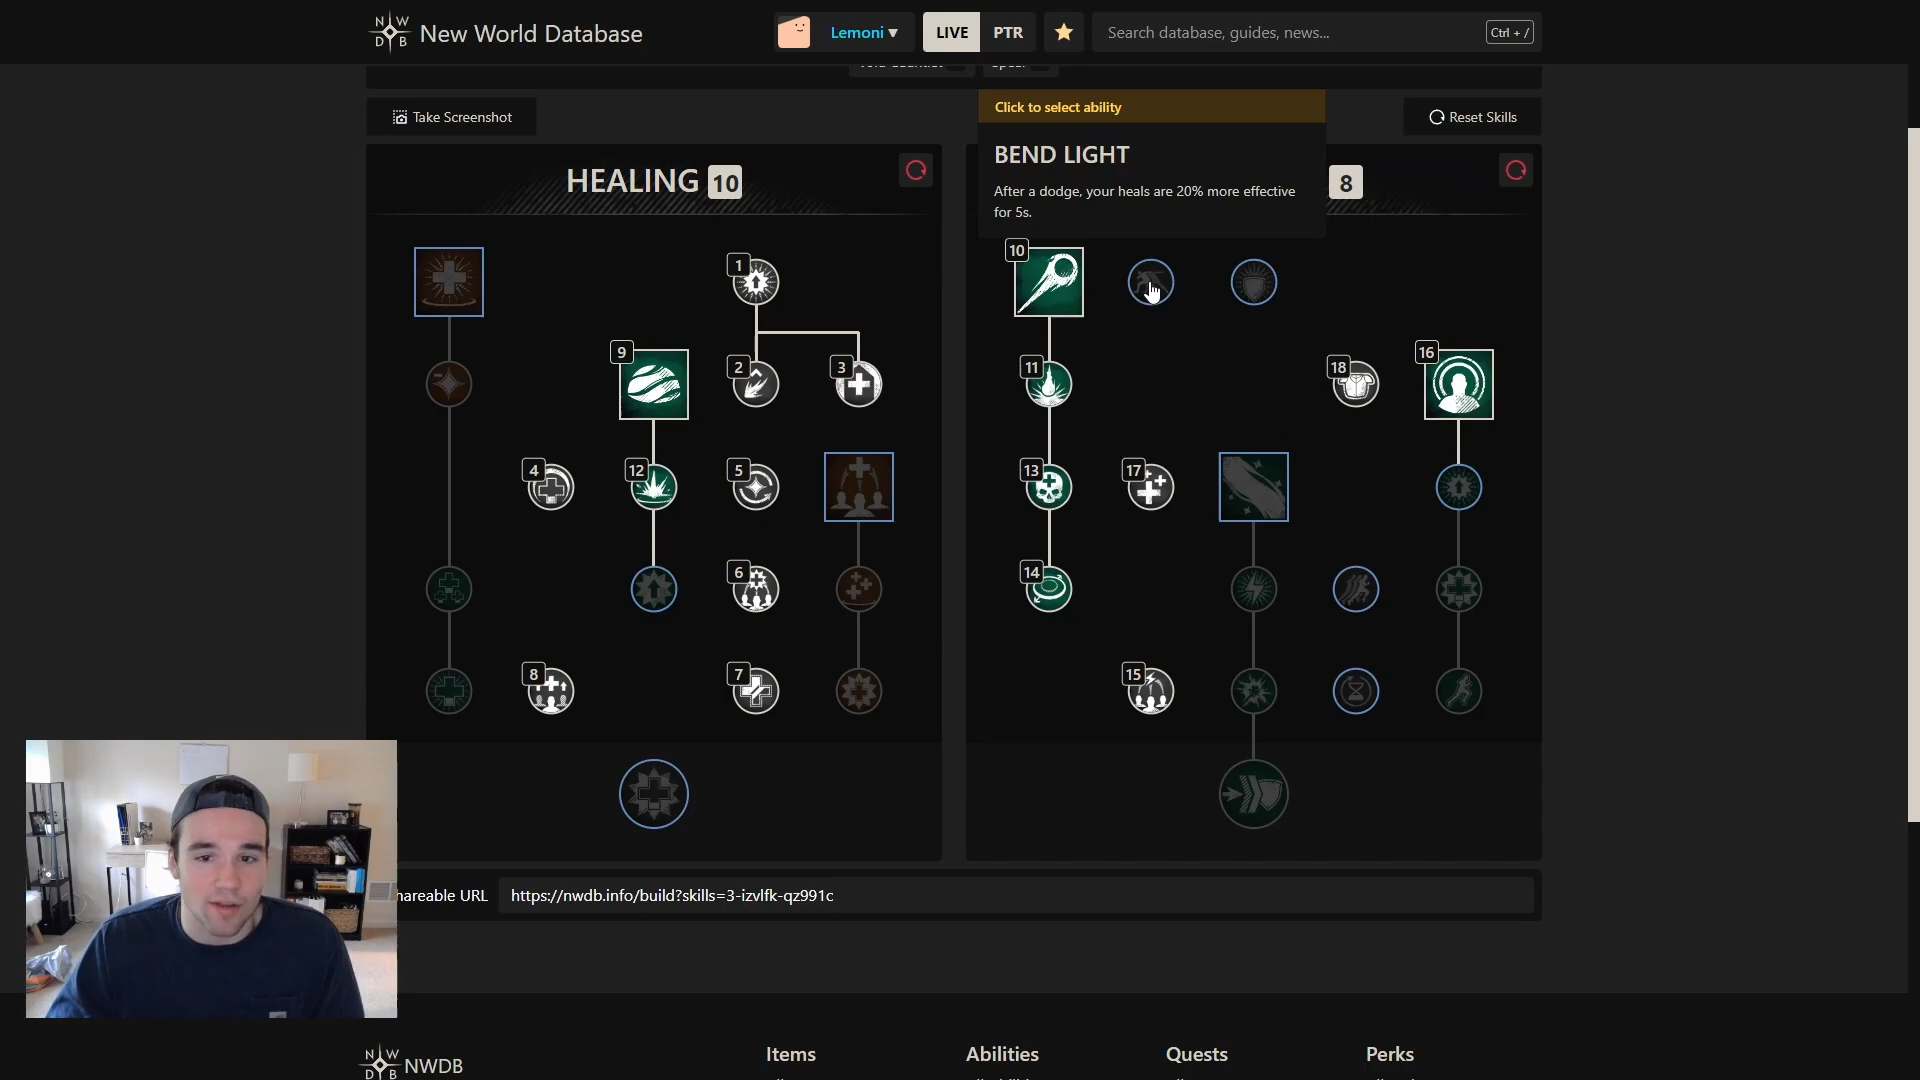 New World Database
Lemoni ▼
LIVE
PTR
Search database, guides, news...
Ctrl + /
Take Screenshot
Click to select ability
Reset Skills
BEND LIGHT
After a dodge, your heals are 20% more effective
for 5s.
HEALING 10
8
1
10
9
2
3
11
18
16
4
12
5
13
17
6
14
8
7
15
hareable URL
https://nwdb.info/build?skills=3-izvlfk-qz991c
N W
D B
NWDB
Items
Abilities
Quests
Perks